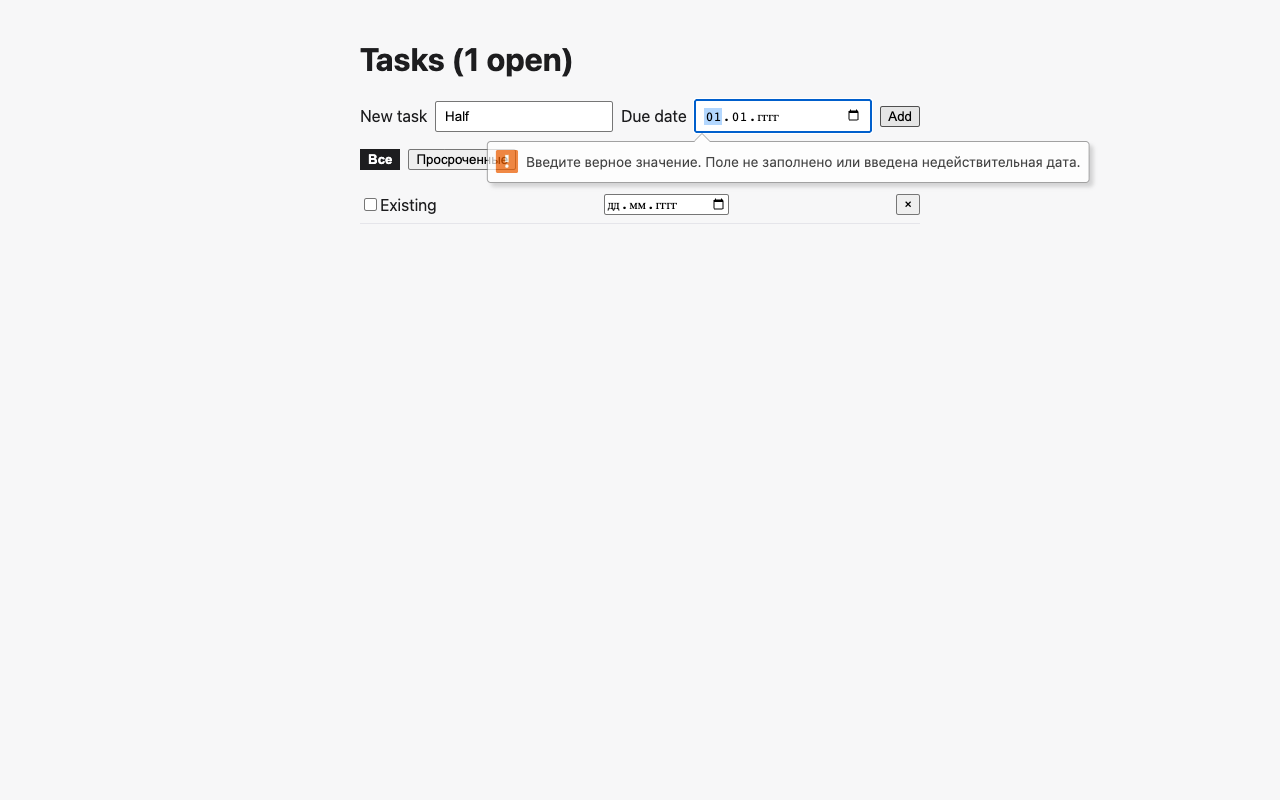 Tasks (1 open)
New task Half Due date 01.01.гггг Add
Все Просроченные
! Введите верное значение. Поле не заполнено или введена недействительная дата.
Existing дд.мм.гггг ×